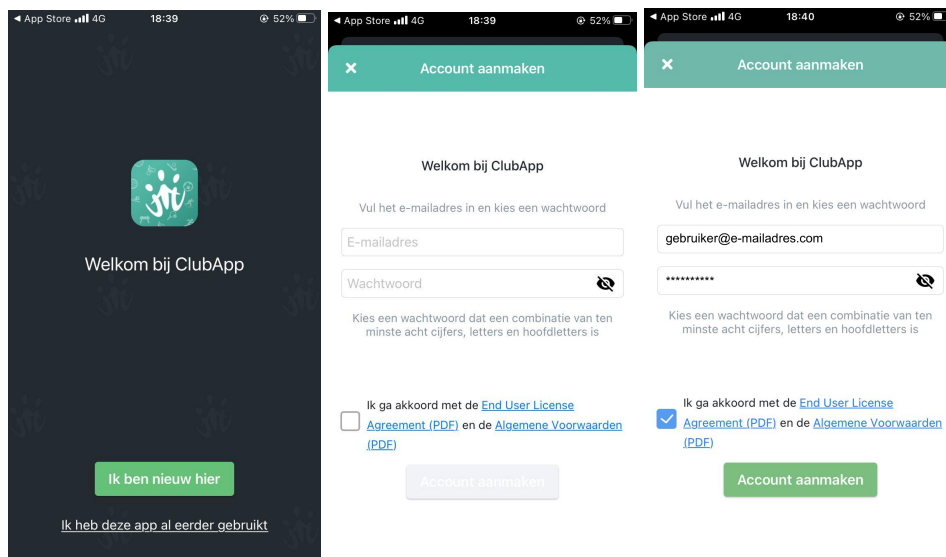 ◄ App Store 4G 18:39 52%
jit
Welkom bij ClubApp
Ik ben nieuw hier
Ik heb deze app al eerder gebruikt
◄ App Store 4G 18:39 52%
× Account aanmaken
Welkom bij ClubApp
Vul het e-mailadres in en kies een wachtwoord
E-mailadres
Wachtwoord
Kies een wachtwoord dat een combinatie van ten
minste acht cijfers, letters en hoofdletters is
Ik ga akkoord met de End User License
Agreement (PDF) en de Algemene Voorwaarden
(PDF)
Account aanmaken
◄ App Store 4G 18:40 52%
× Account aanmaken
Welkom bij ClubApp
Vul het e-mailadres in en kies een wachtwoord
gebruiker@e-mailadres.com
**********
Kies een wachtwoord dat een combinatie van ten
minste acht cijfers, letters en hoofdletters is
Ik ga akkoord met de End User License
Agreement (PDF) en de Algemene Voorwaarden
(PDF)
Account aanmaken